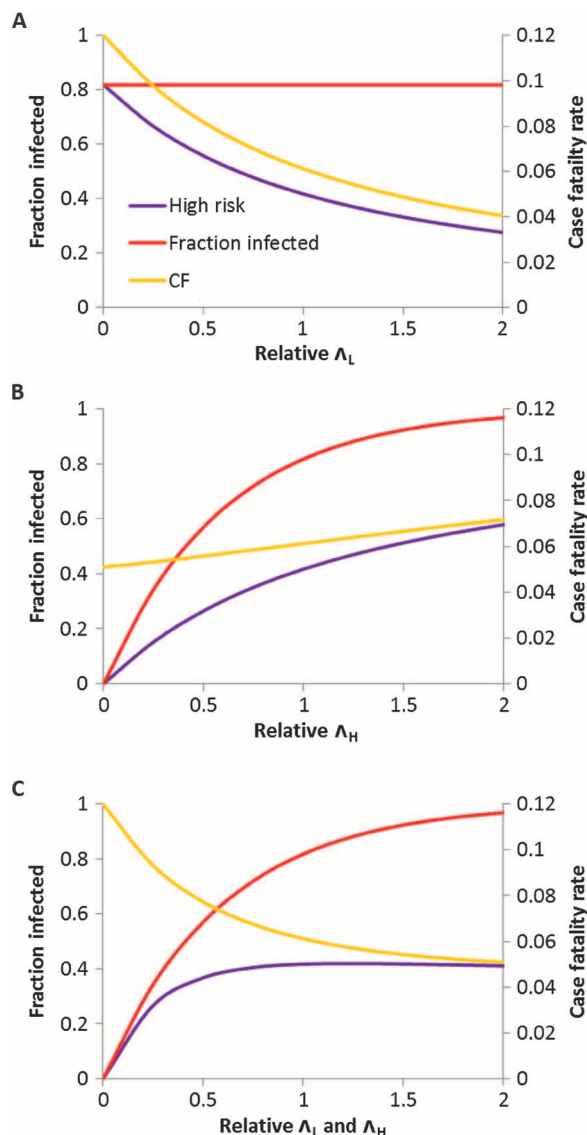 A
1
0.8
0.6
0.4
0.2
0
Fraction infected
0.12
0.1
0.08
0.06
0.04
0.02
0
Case fatality rate
High risk
Fraction infected
CF
0 0.5 1 1.5 2
Relative Λ_L
B
1
0.8
0.6
0.4
0.2
0
Fraction infected
0.12
0.1
0.08
0.06
0.04
0.02
0
Case fatality rate
0 0.5 1 1.5 2
Relative Λ_H
C
1
0.8
0.6
0.4
0.2
0
Fraction infected
0.12
0.1
0.08
0.06
0.04
0.02
0
Case fatality rate
0 0.5 1 1.5 2
Relative Λ_L and Λ_H